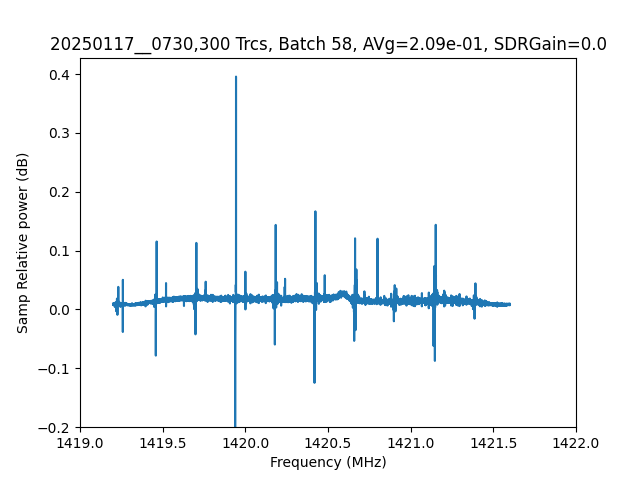 20250117__0730,300 Trcs, Batch 58, AVg=2.09e-01, SDRGain=0.0
0.4
0.3
0.2
0.1
0.0
−0.1
−0.2
Samp Relative power (dB)
1419.0 1419.5 1420.0 1420.5 1421.0 1421.5 1422.0
Frequency (MHz)